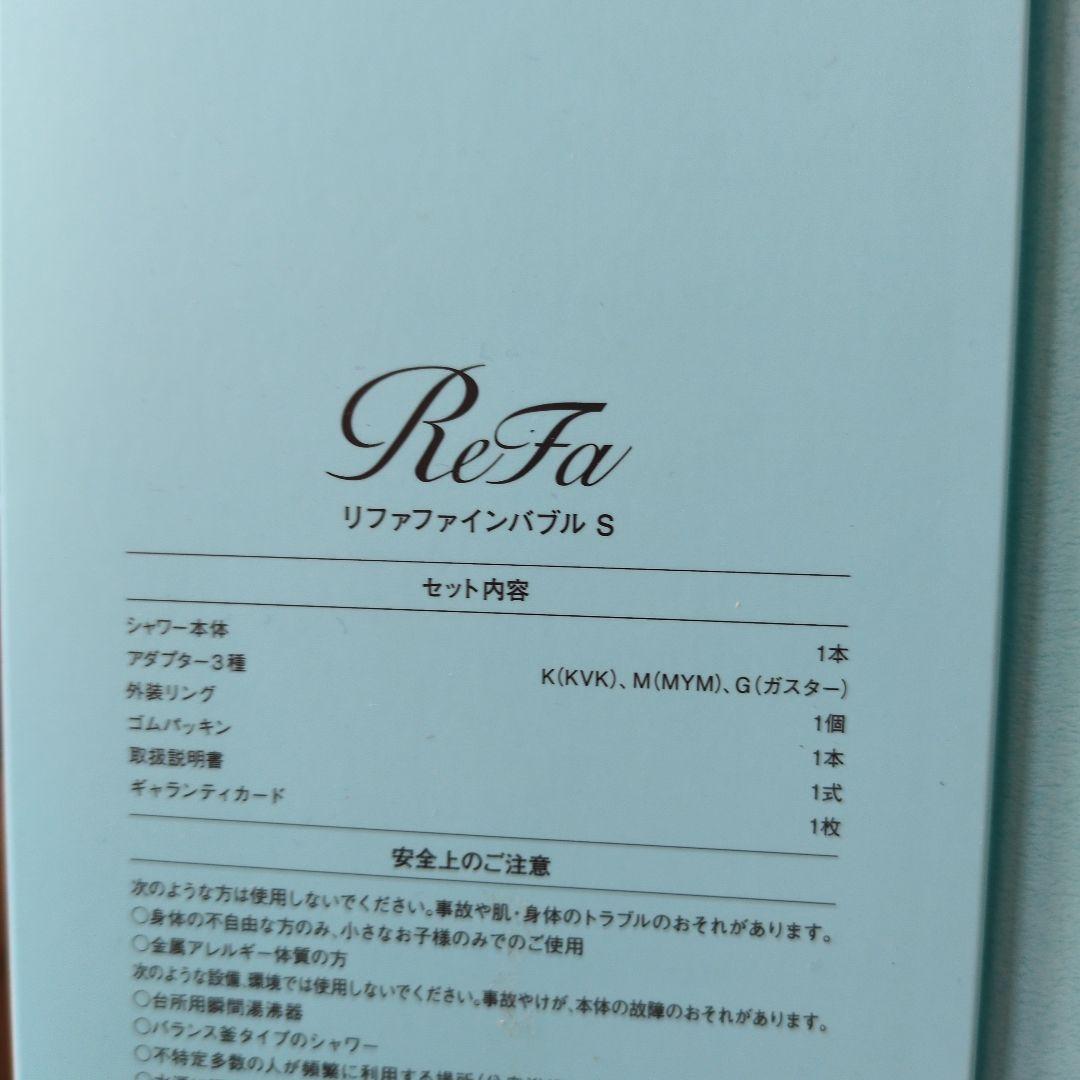 ReFa
リファファインバブル S
セット内容
シャワー本体 1本
アダプター3種 K(KVK)、M(MYM)、G(ガスター)
外装リング 1個
ゴムパッキン 1本
取扱説明書 1式
ギャランティカード 1枚
安全上のご注意
次のような方は使用しないでください。事故や肌・身体のトラブルのおそれがあります。
○身体の不自由な方のみ、小さなお子様のみでのご使用
○金属アレルギー体質の方
次のような設備、環境では使用しないでください。事故やけが、本体の故障のおそれがあります。
○台所用瞬間湯沸器
○バランス釜タイプのシャワー
○不特定多数の人が頻繁に利用する場所